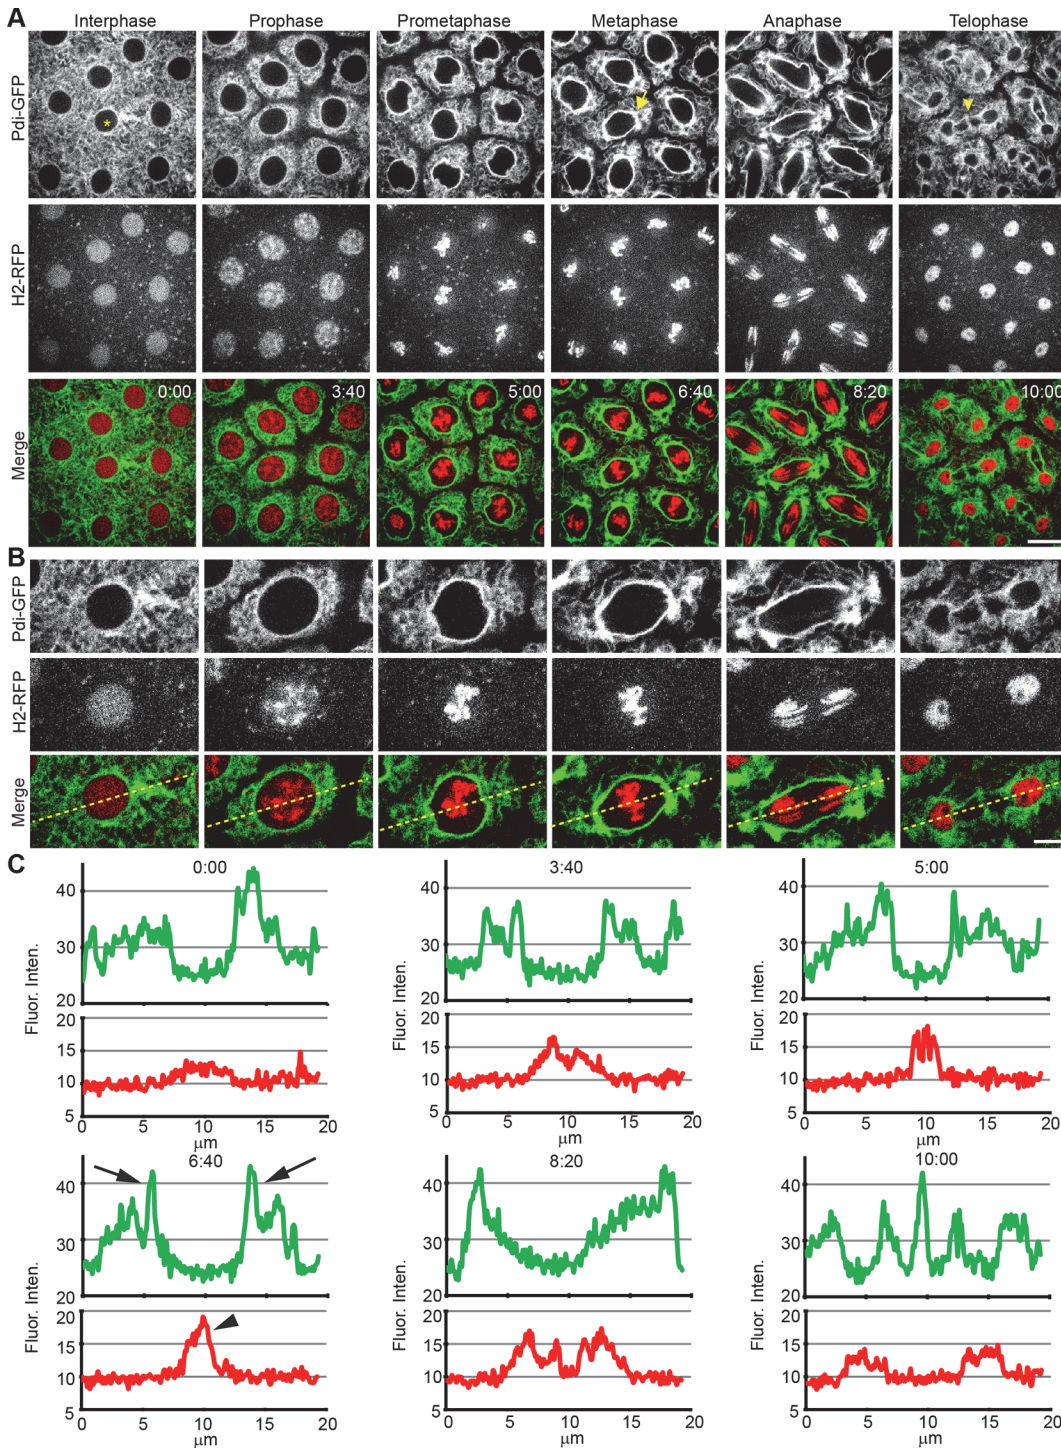 A
Interphase Prophase Prometaphase Metaphase Anaphase Telophase
Pdi-GFP
*
H2-RFP
Merge
0:00 3:40 5:00 6:40 8:20 10:00
B
Pdi-GFP
H2-RFP
Merge
C
0:00
Fluor. Inten.
40
30
20
20
15
10
5
0 5 10 15 20
μm
3:40
Fluor. Inten.
40
30
20
20
15
10
5
0 5 10 15 20
μm
5:00
Fluor. Inten.
40
30
20
20
15
10
5
0 5 10 15 20
μm
6:40
Fluor. Inten.
40
30
20
20
15
10
5
0 5 10 15 20
μm
8:20
Fluor. Inten.
40
30
20
20
15
10
5
0 5 10 15 20
μm
10:00
Fluor. Inten.
40
30
20
20
15
10
5
0 5 10 15 20
μm